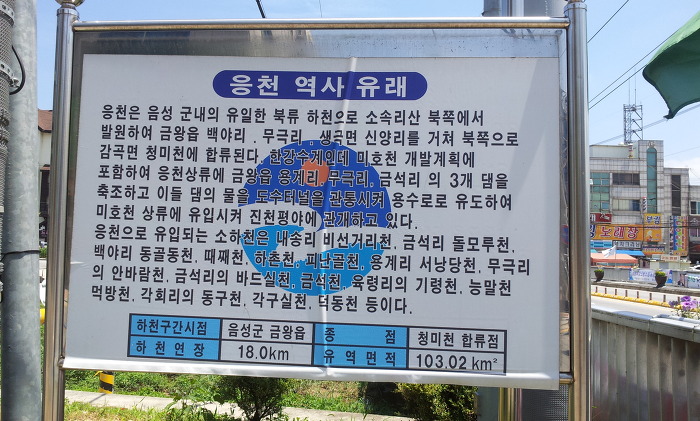 응천 역사 유래
응천은 음성 군내의 유일한 북류 하천으로 소속리산 북쪽에서
발원하여 금왕읍 백야리 . 무극리 . 생극면 신양리를 거쳐 북쪽으로
감곡면 청미천에 합류된다. 한강수계인데 미호천 개발계획에
포함하여 응천상류에 금왕읍 용계리, 무극리, 금석리 의 3개 댐을
축조하고 이들 댐의 물을 도수터널을 관통시켜 용수로로 유도하여
미호천 상류에 유입시켜 진천평야에 관개하고 있다.
응천으로 유입되는 소하천은 내송리 비선거리천, 금석리 돌모루천,
백야리 동골동천, 때째천, 하촌천, 피난골천, 용계리 서낭당천, 무극리
의 안바람천, 금석리의 바드실천, 금석천, 육령리의 기령천, 능말천
먹방천, 각회리의 동구천, 각구실천, 더동천 등이다.
하천구간시점 음성군 금왕읍 종 점 청미천 합류점
하 천 연 장 18.0km 유 역 면 적 103.02 km²
도레장